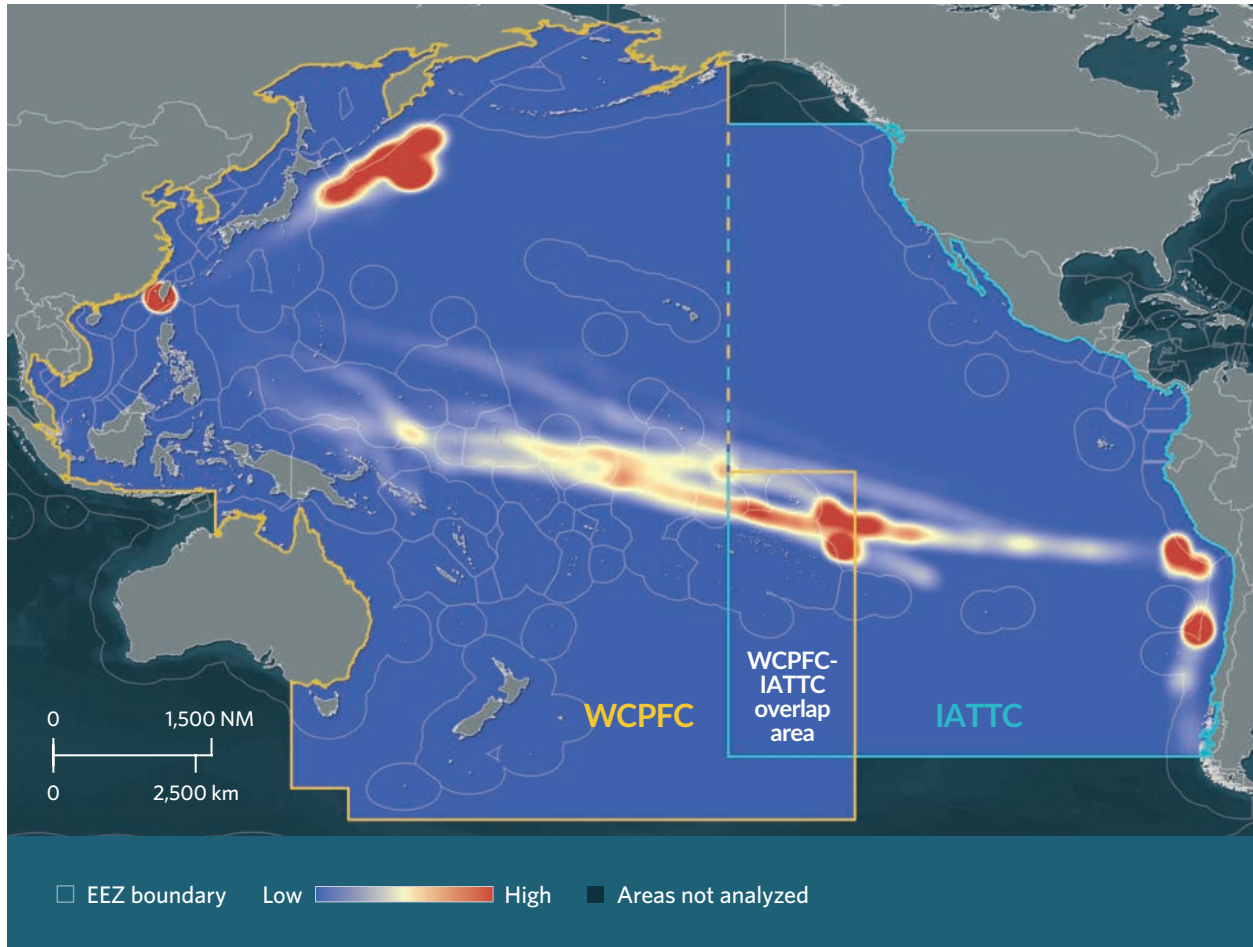 WCPFC
WCPFC-
IATTC
overlap
area
IATTC
0 1,500 NM
0 2,500 km
EEZ boundary Low High Areas not analyzed